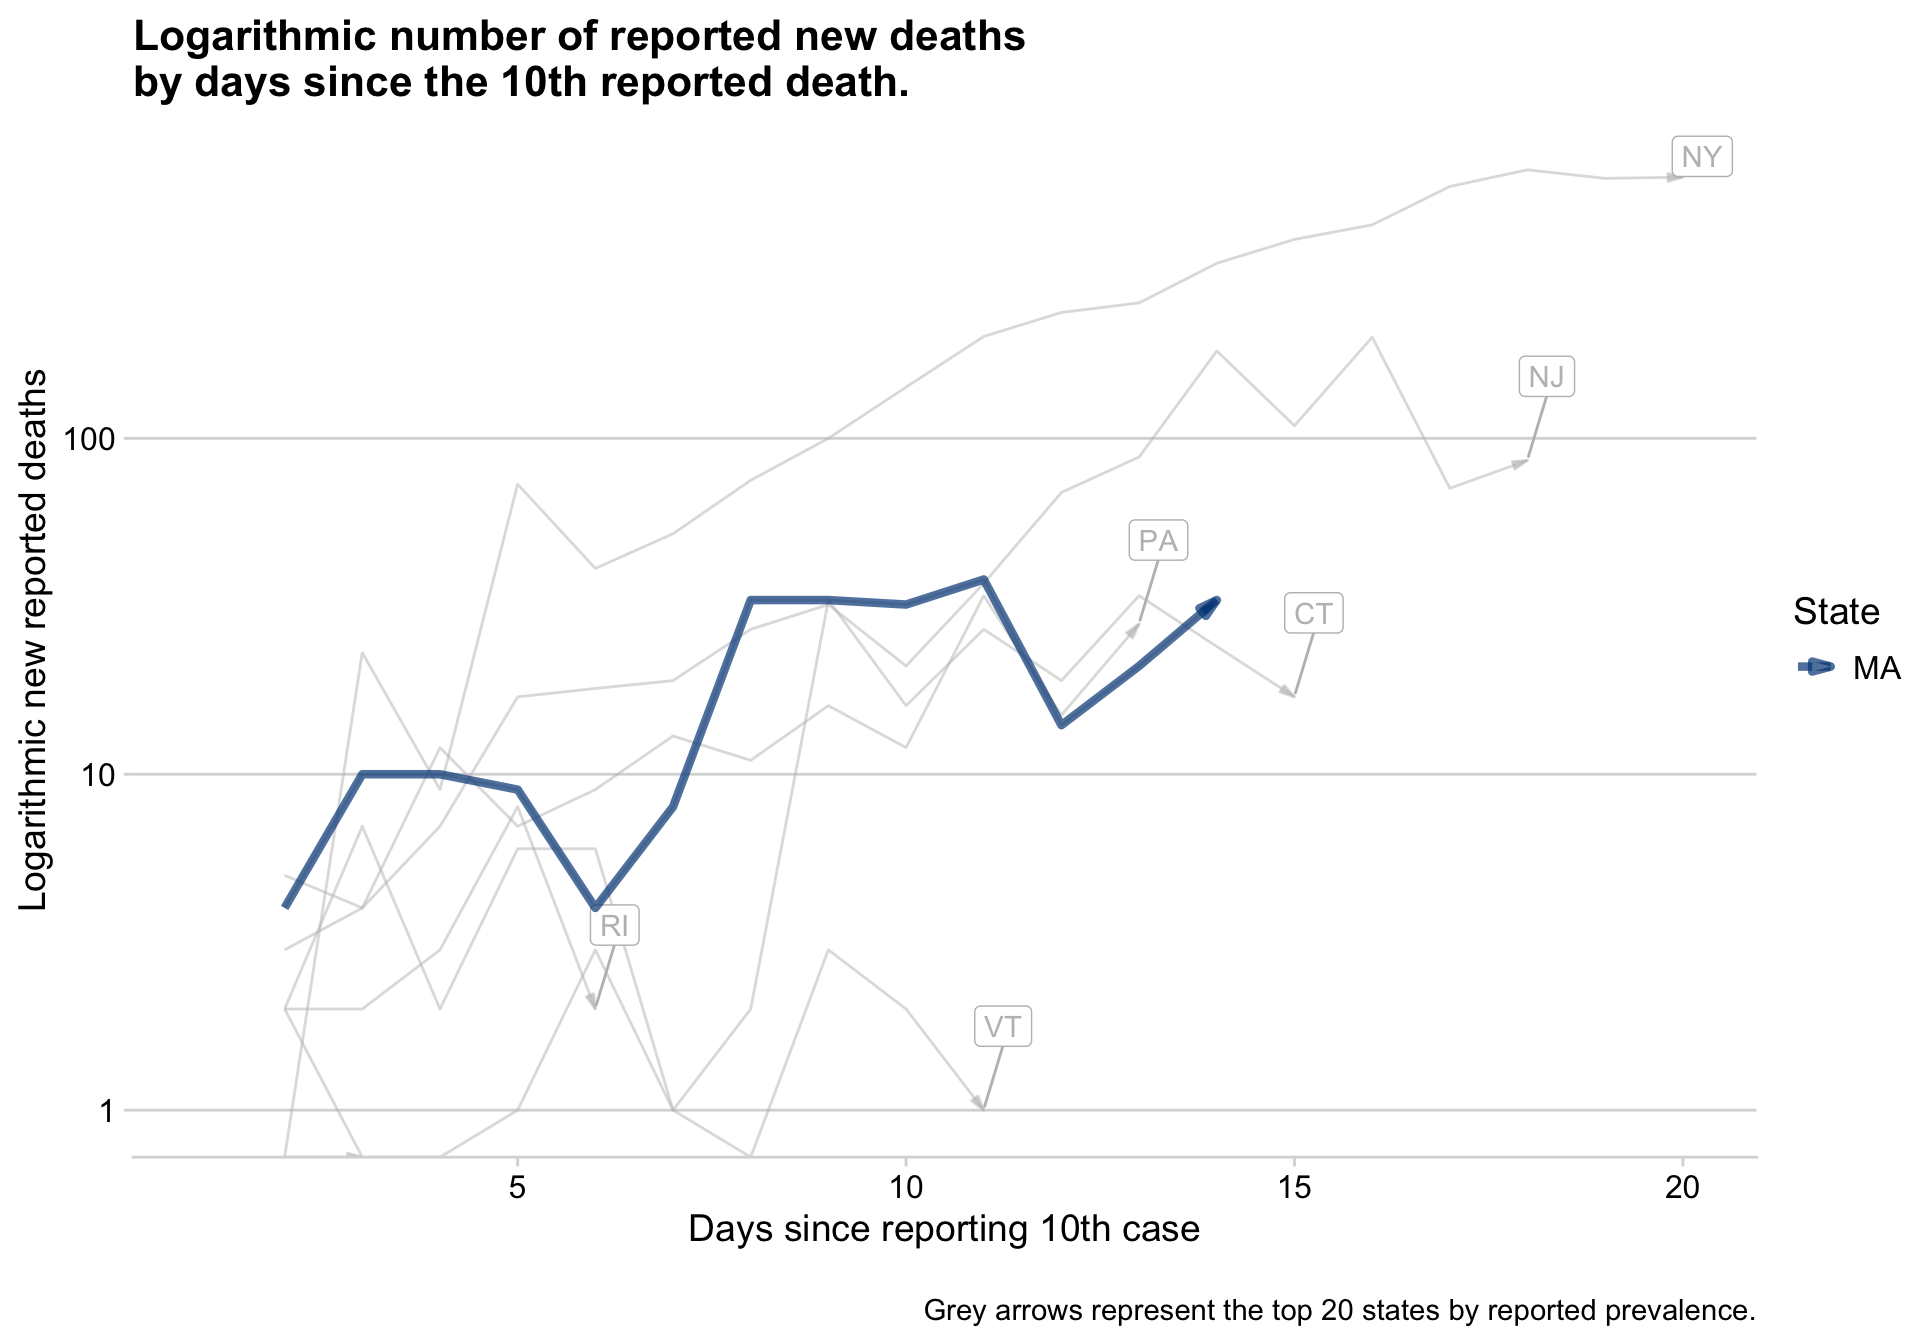 Logarithmic number of reported new deaths
by days since the 10th reported death.
NY
NJ
PA
CT
RI
VT
Logarithmic new reported deaths
100
10
1
5
10
15
20
Days since reporting 10th case
State
MA
Grey arrows represent the top 20 states by reported prevalence.